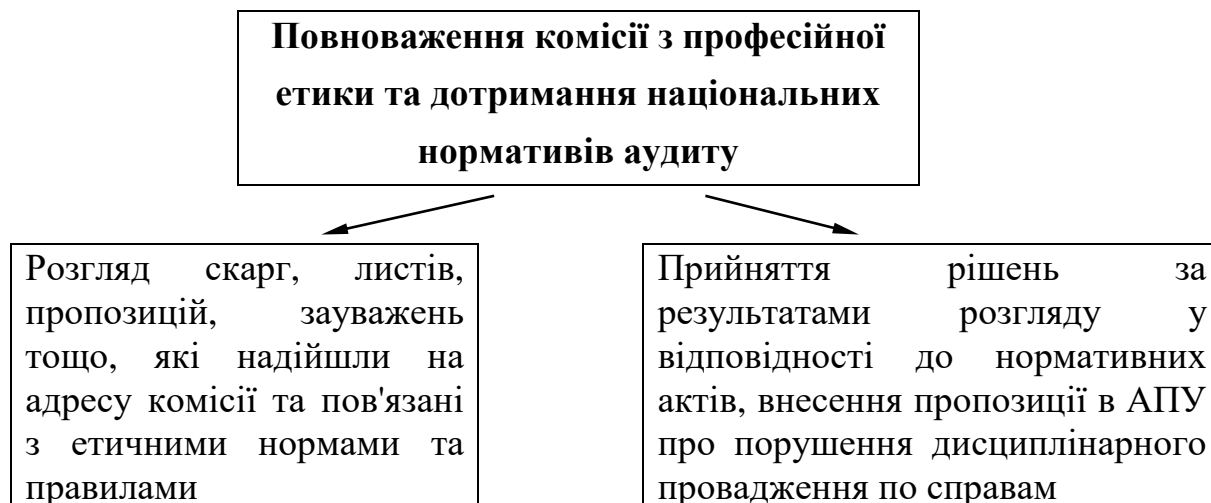 Повноваження комісії з професійної
етики та дотримання національних
нормативів аудиту
Розгляд скарг, листів,
пропозицій, зауважень
тощо, які надійшли на
адресу комісії та пов'язані
з етичними нормами та
правилами
Прийняття рішень за
результатами розгляду у
відповідності до нормативних
актів, внесення пропозиції в АПУ
про порушення дисциплінарного
провадження по справам